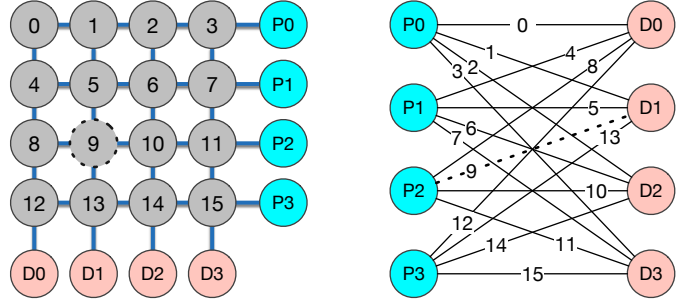 0 1 2 3 P0
4 5 6 7 P1
8 9 10 11 P2
12 13 14 15 P3
D0 D1 D2 D3
P0 0 D0
1 4
3 2 8
P1 5 D1
6
7 13
9
P2 10 D2
12
14 11
P3 15 D3